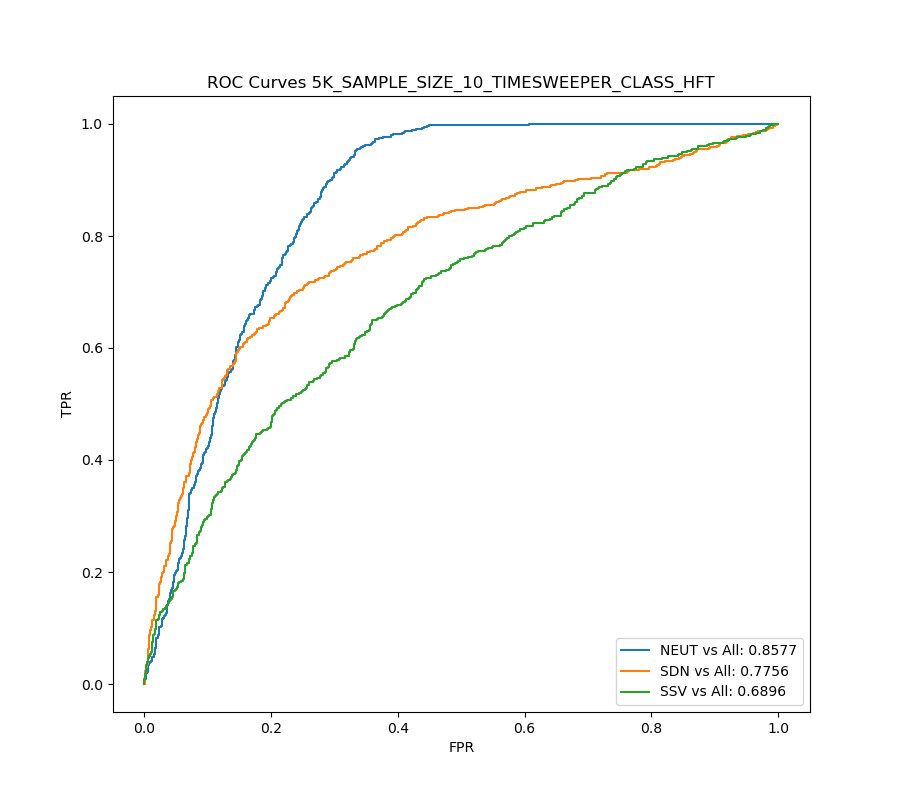 ROC Curves 5K_SAMPLE_SIZE_10_TIMESWEEPER_CLASS_HFT
1.0
0.8
0.6
0.4
0.2
0.0
TPR
NEUT vs All: 0.8577
SDN vs All: 0.7756
SSV vs All: 0.6896
0.0 0.2 0.4 0.6 0.8 1.0
FPR